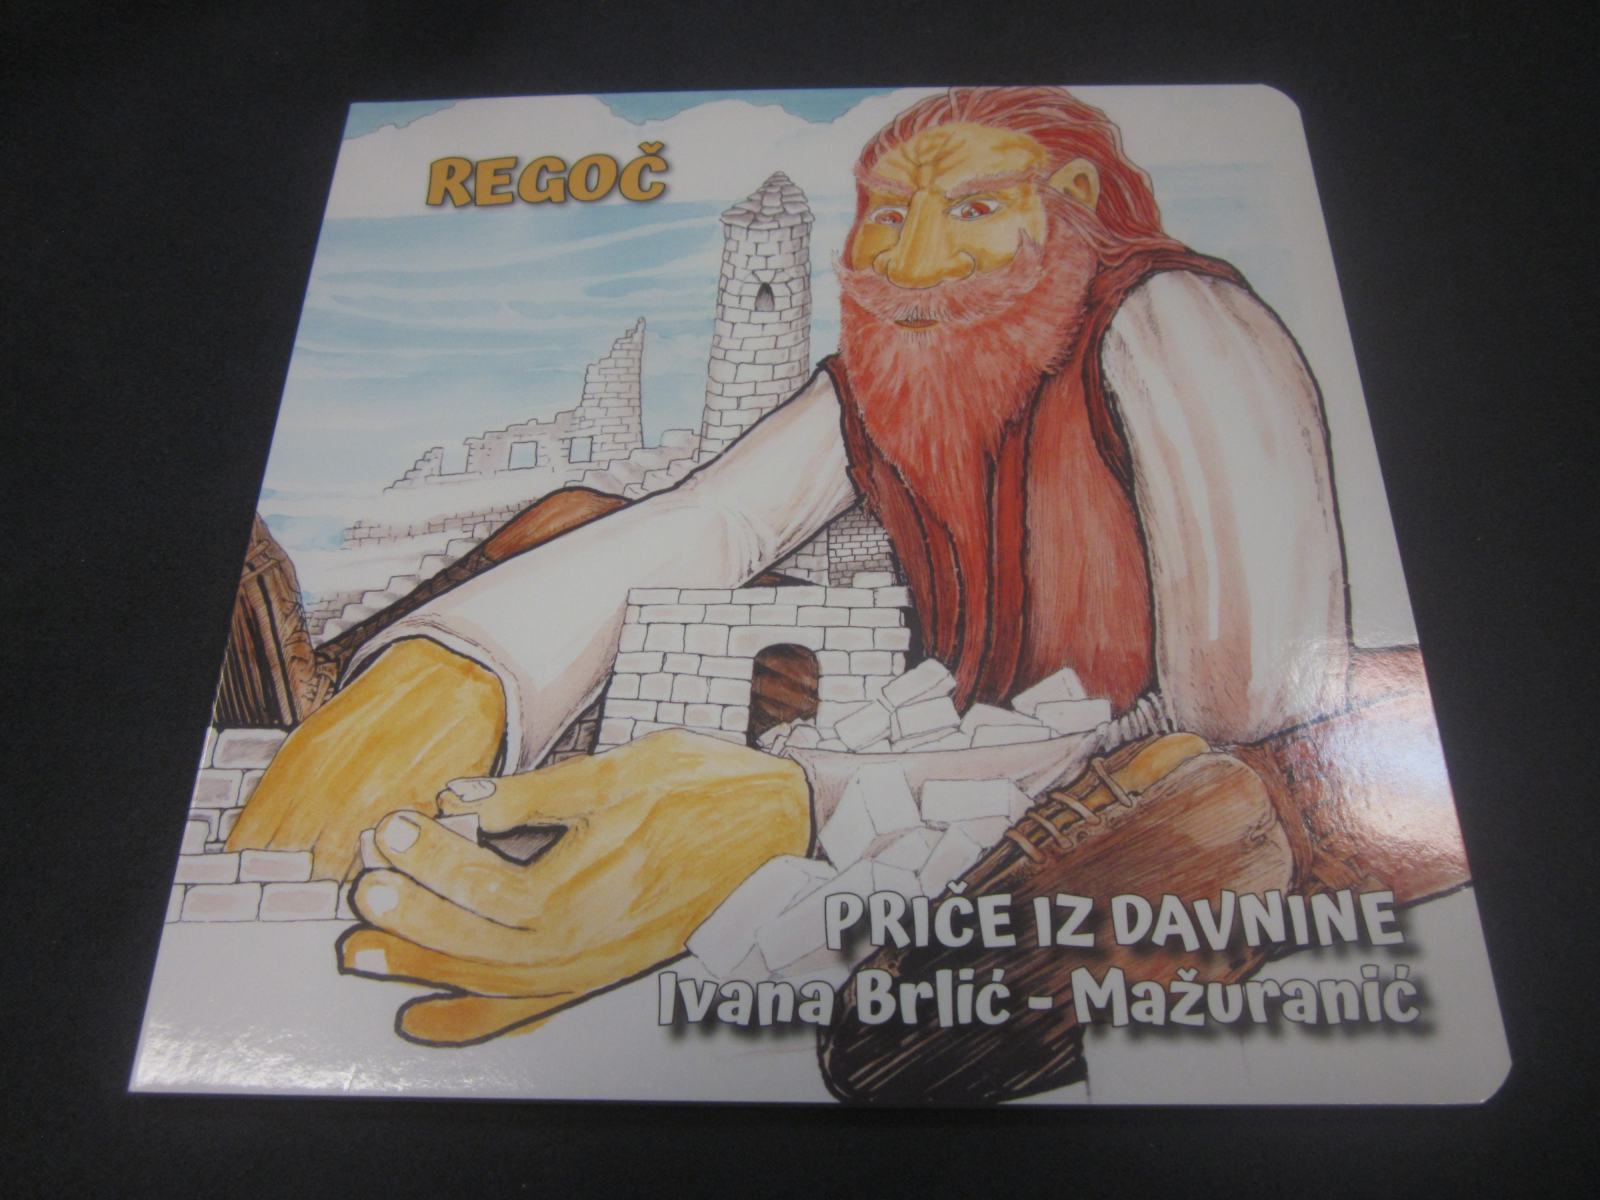 REGOČ
PRIČE IZ DAVNINE
Ivana Brlić - Mažuranić